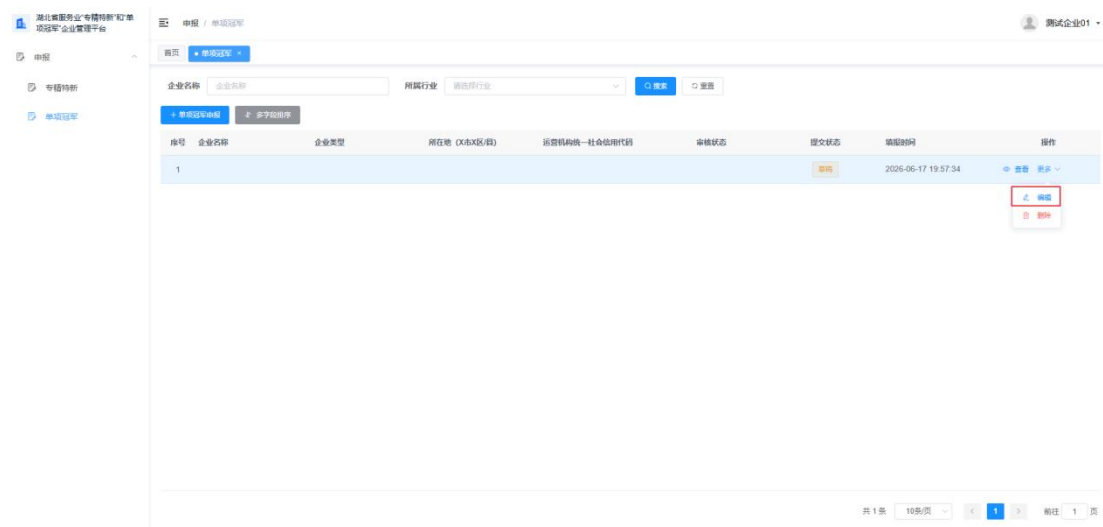 湖北省服务业"专精特新"和"单
项冠军"企业管理平台
申报 / 单项冠军
测试企业01
申报
首页 单项冠军 ×
专精特新
企业名称 企业名称 所属行业 请选择行业 搜索 重置
单项冠军
+ 单项冠军申报 多字段排序
序号 企业名称 企业类型 所在地 (X市X区/县) 运营机构统一社会信用代码 审核状态 提交状态 填报时间 操作
1 草稿 2026-06-17 19:57:34 查看 更多
编辑
删除
共 1 条 10条/页 < 1 > 前往 1 页